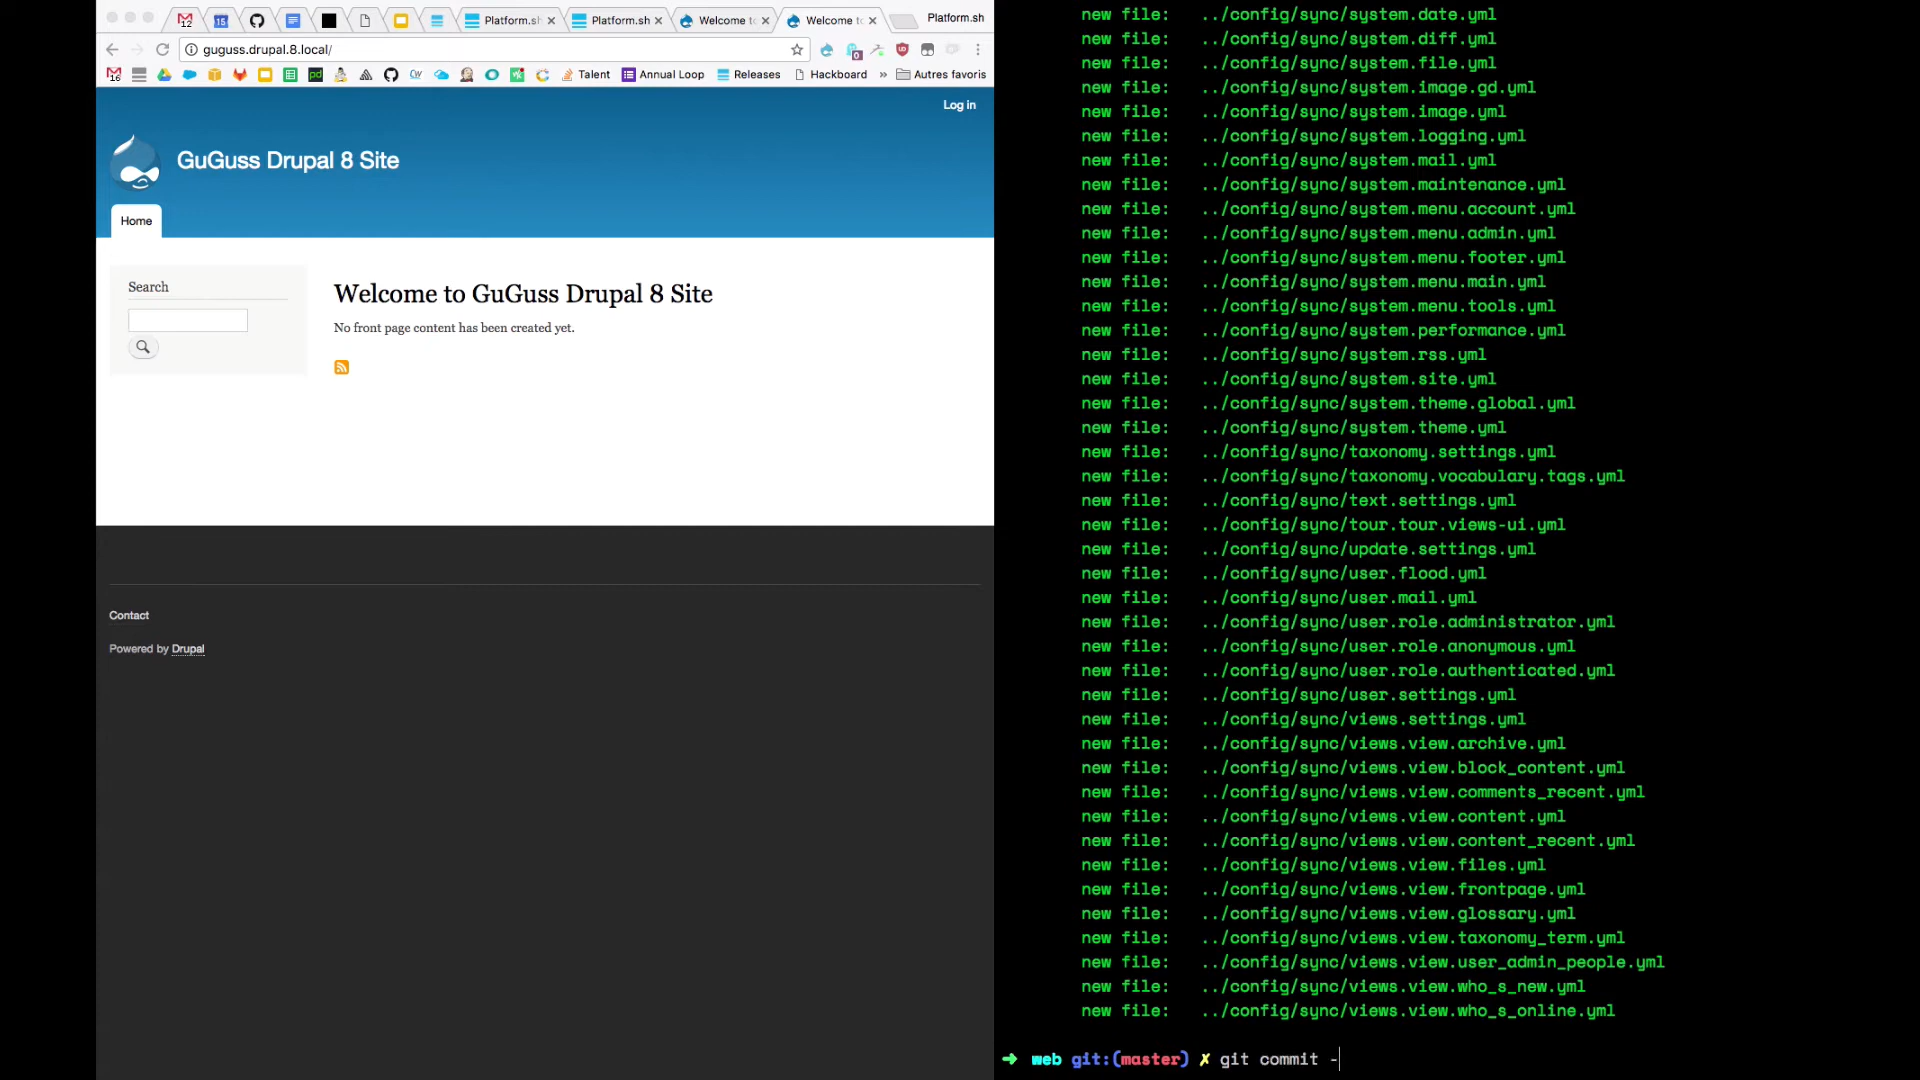 12
15
Platform.sh
Platform.sh
Welcome to
Welcome to
Platform.sh
guguss.drupal.8.local/
0
16
pd
Talent
Annual Loop
Releases
Hackboard
»
Autres favoris
Log in
GuGuss Drupal 8 Site
Home
Search
Welcome to GuGuss Drupal 8 Site
No front page content has been created yet.
Contact
Powered by Drupal
new file: ../config/sync/system.date.yml
new file: ../config/sync/system.diff.yml
new file: ../config/sync/system.file.yml
new file: ../config/sync/system.image.gd.yml
new file: ../config/sync/system.image.yml
new file: ../config/sync/system.logging.yml
new file: ../config/sync/system.mail.yml
new file: ../config/sync/system.maintenance.yml
new file: ../config/sync/system.menu.account.yml
new file: ../config/sync/system.menu.admin.yml
new file: ../config/sync/system.menu.footer.yml
new file: ../config/sync/system.menu.main.yml
new file: ../config/sync/system.menu.tools.yml
new file: ../config/sync/system.performance.yml
new file: ../config/sync/system.rss.yml
new file: ../config/sync/system.site.yml
new file: ../config/sync/system.theme.global.yml
new file: ../config/sync/system.theme.yml
new file: ../config/sync/taxonomy.settings.yml
new file: ../config/sync/taxonomy.vocabulary.tags.yml
new file: ../config/sync/text.settings.yml
new file: ../config/sync/tour.tour.views-ui.yml
new file: ../config/sync/update.settings.yml
new file: ../config/sync/user.flood.yml
new file: ../config/sync/user.mail.yml
new file: ../config/sync/user.role.administrator.yml
new file: ../config/sync/user.role.anonymous.yml
new file: ../config/sync/user.role.authenticated.yml
new file: ../config/sync/user.settings.yml
new file: ../config/sync/views.settings.yml
new file: ../config/sync/views.view.archive.yml
new file: ../config/sync/views.view.block_content.yml
new file: ../config/sync/views.view.comments_recent.yml
new file: ../config/sync/views.view.content.yml
new file: ../config/sync/views.view.content_recent.yml
new file: ../config/sync/views.view.files.yml
new file: ../config/sync/views.view.frontpage.yml
new file: ../config/sync/views.view.glossary.yml
new file: ../config/sync/views.view.taxonomy_term.yml
new file: ../config/sync/views.view.user_admin_people.yml
new file: ../config/sync/views.view.who_s_new.yml
new file: ../config/sync/views.view.who_s_online.yml
➜ web git:(master) ✗ git commit -